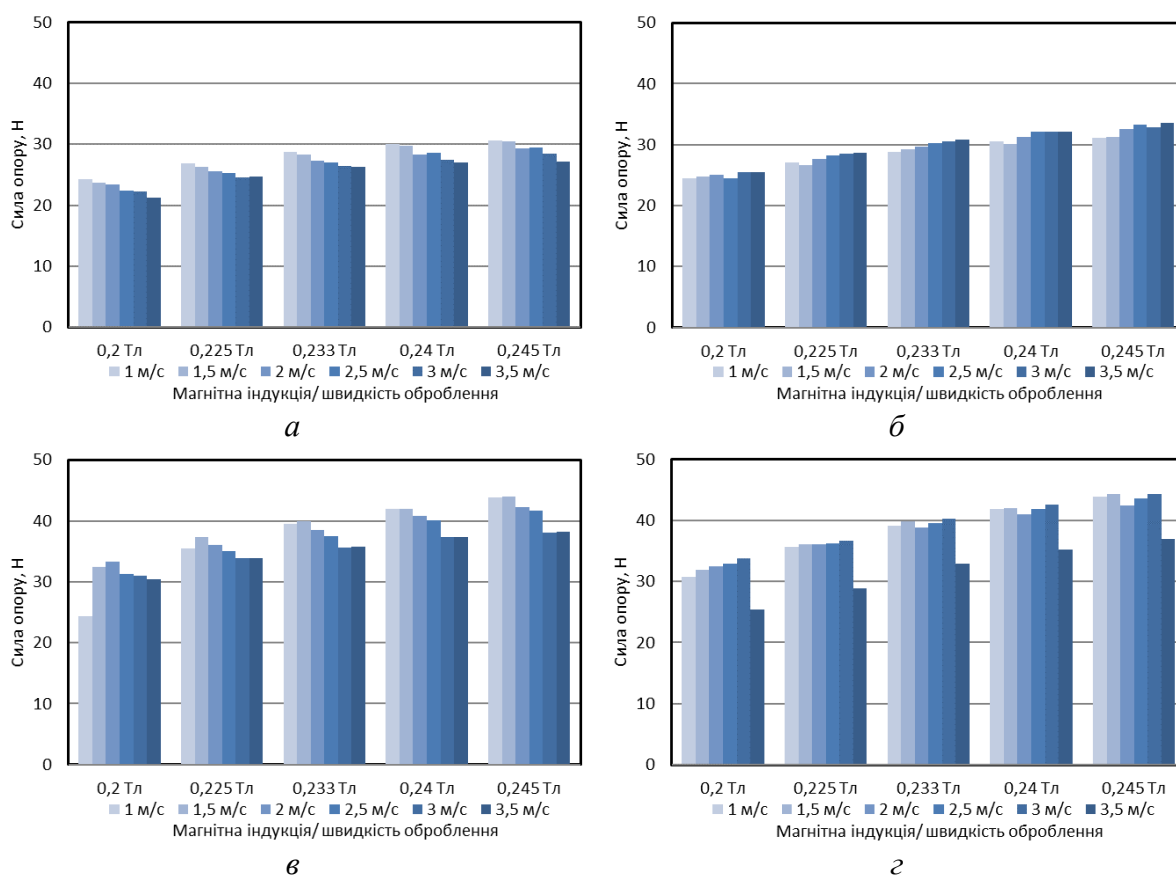 50
40
30
20
10
0
Сила опору, Н
0,2 Тл 0,225 Тл 0,233 Тл 0,24 Тл 0,245 Тл
1 м/с 1,5 м/с 2 м/с 2,5 м/с 3 м/с 3,5 м/с
Магнітна індукція/ швидкість оброблення
а
50
40
30
20
10
0
Сила опору, Н
0,2 Тл 0,225 Тл 0,233 Тл 0,24 Тл 0,245 Тл
1 м/с 1,5 м/с 2 м/с 2,5 м/с 3 м/с 3,5 м/с
Магнітна індукція/ швидкість оброблення
б
50
40
30
20
10
0
Сила опору, Н
0,2 Тл 0,225 Тл 0,233 Тл 0,24 Тл 0,245 Тл
1 м/с 1,5 м/с 2 м/с 2,5 м/с 3 м/с 3,5 м/с
Магнітна індукція/ швидкість оброблення
в
50
40
30
20
10
0
Сила опору, Н
0,2 Тл 0,225 Тл 0,233 Тл 0,24 Тл 0,245 Тл
1 м/с 1,5 м/с 2 м/с 2,5 м/с 3 м/с 3,5 м/с
Магнітна індукція/ швидкість оброблення
г